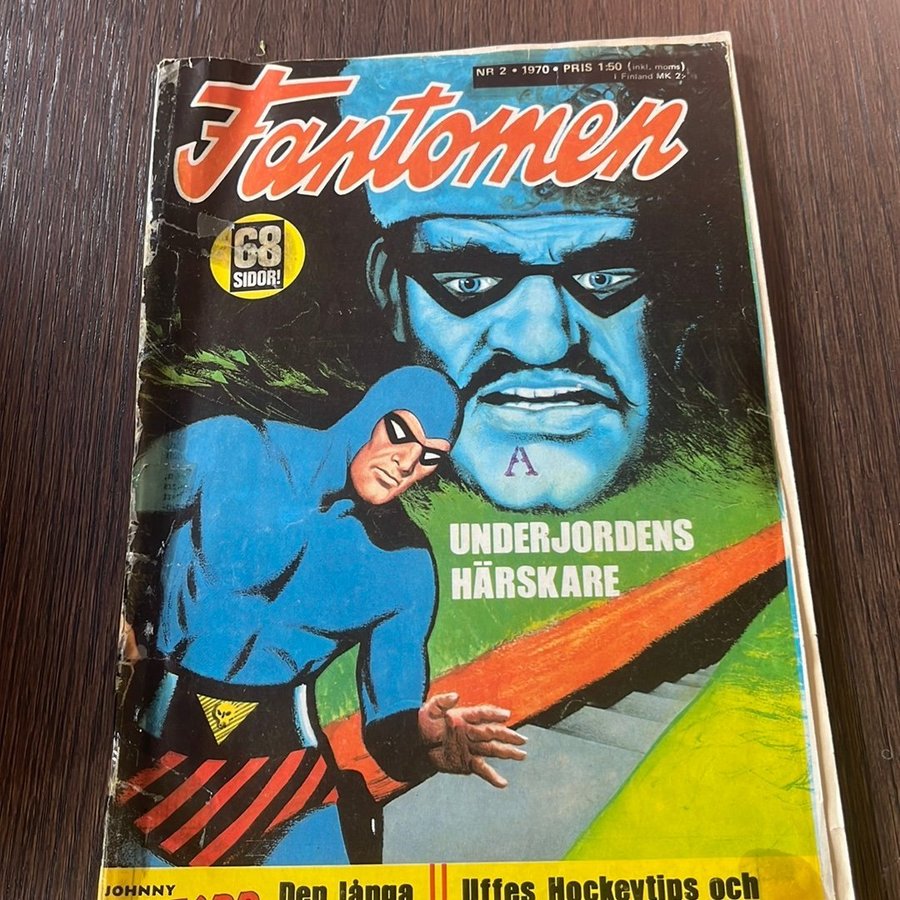 NR 2 • 1970 • PRIS 1:50 (inkl. moms)
i Finland MK 2:
Fantomen
68
SIDOR!
A
UNDERJORDENS
HÄRSKARE
JOHNNY
Den långa
Uffes Hockeytips och